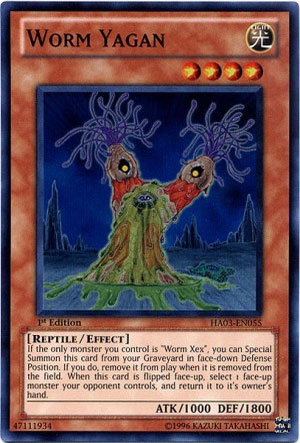 WORM YAGAN
LIGHT
光
1st Edition
HA03-EN055
[REPTILE / EFFECT]
If the only monster you control is "Worm Xex", you can Special
Summon this card from your Graveyard in face-down Defense
Position. If you do, remove it from play when it is removed from
the field. When this card is flipped face-up, select 1 face-up
monster your opponent controls, and return it to it's owner's
hand.
ATK/1000 DEF/1800
47111934
©1996 KAZUKI TAKAHASHI